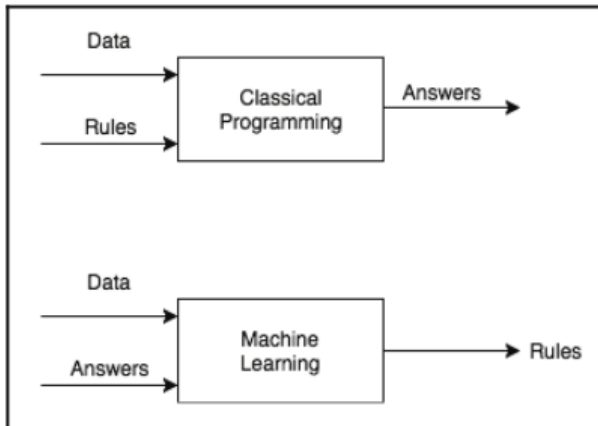 Data
Rules
Classical
Programming
Answers
Data
Answers
Machine
Learning
Rules